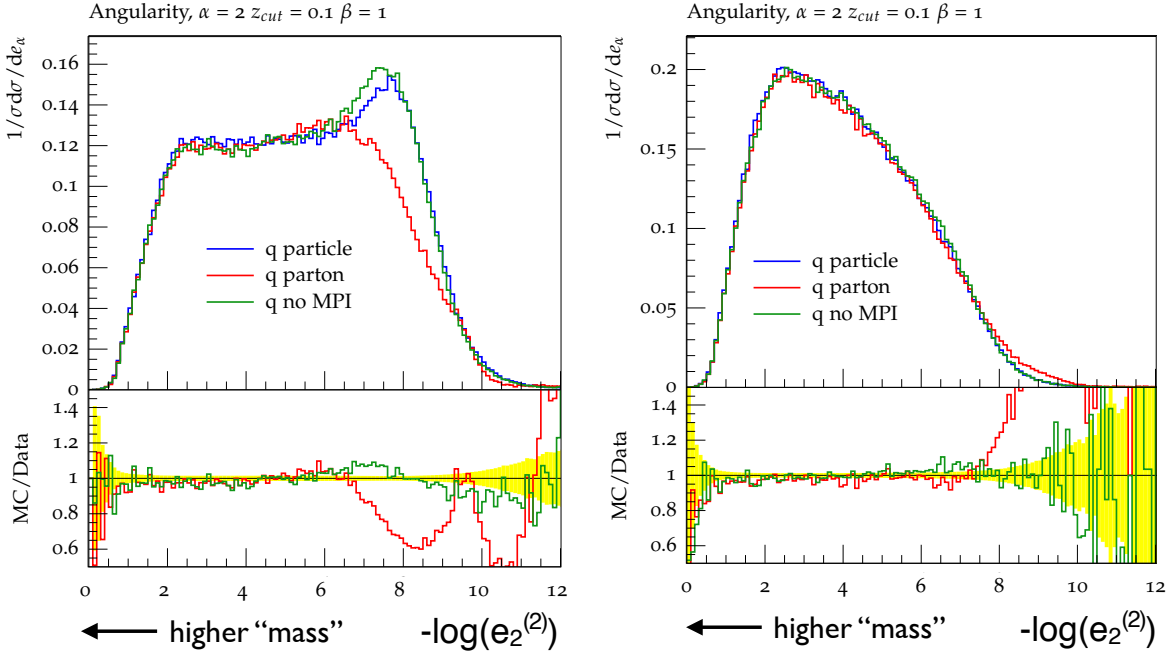 Angularity, α = 2 z_cut = 0.1 β = 1
1/σdσ/de_α
0.16
0.14
0.12
0.1
0.08
0.06
0.04
0.02
0
q particle
q parton
q no MPI
MC/Data
1.4
1.2
1
0.8
0.6
0 2 4 6 8 10 12
higher “mass” -log(e₂⁽²⁾)
Angularity, α = 2 z_cut = 0.1 β = 1
1/σdσ/de_α
0.2
0.15
0.1
0.05
0
q particle
q parton
q no MPI
MC/Data
1.4
1.2
1
0.8
0.6
0 2 4 6 8 10 12
higher “mass” -log(e₂⁽²⁾)